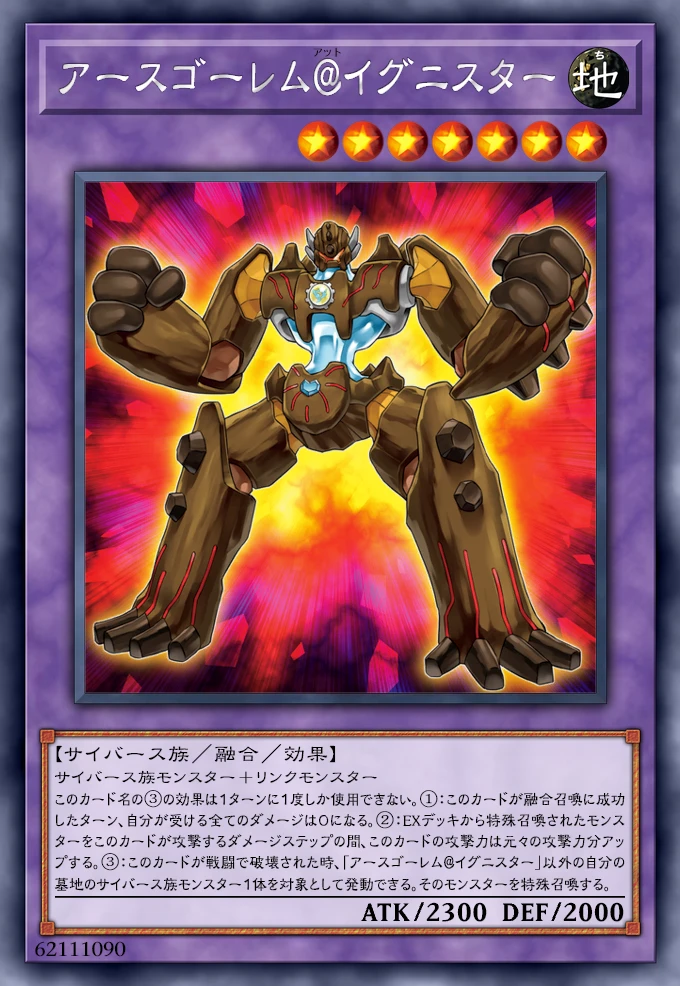 アット
アースゴーレム@イグニスター
ち
地
【サイバース族／融合／効果】
サイバース族モンスター＋リンクモンスター
このカード名の③の効果は1ターンに1度しか使用できない。①：このカードが融合召喚に成功
したターン、自分が受ける全てのダメージは0になる。②：EXデッキから特殊召喚されたモンス
ターをこのカードが攻撃するダメージステップの間、このカードの攻撃力は元々の攻撃力分アッ
プする。③：このカードが戦闘で破壊された時、「アースゴーレム@イグニスター」以外の自分の
墓地のサイバース族モンスター1体を対象として発動できる。そのモンスターを特殊召喚する。
ATK/2300 DEF/2000
62111090